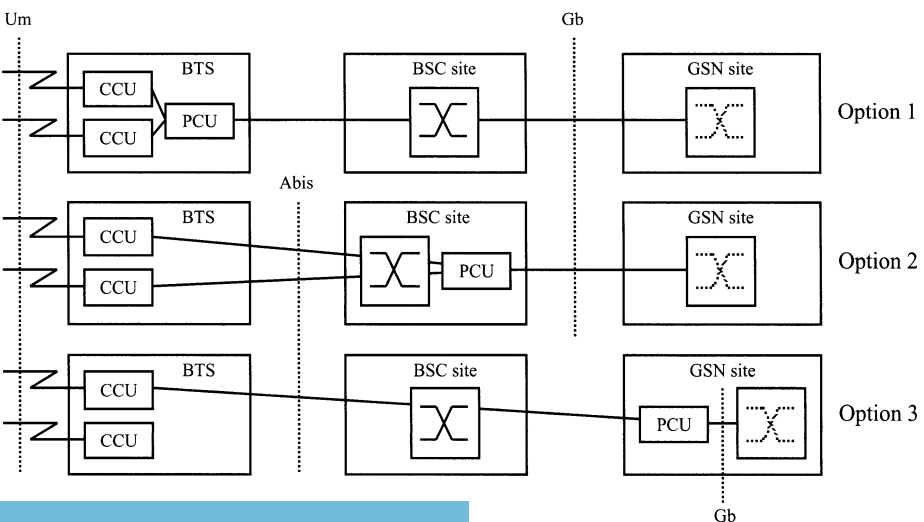 Um
Gb
BTS
BSC site
GSN site
CCU
CCU
PCU
Option 1
Abis
BTS
BSC site
GSN site
CCU
CCU
PCU
Option 2
BTS
BSC site
GSN site
CCU
CCU
PCU
Option 3
Gb